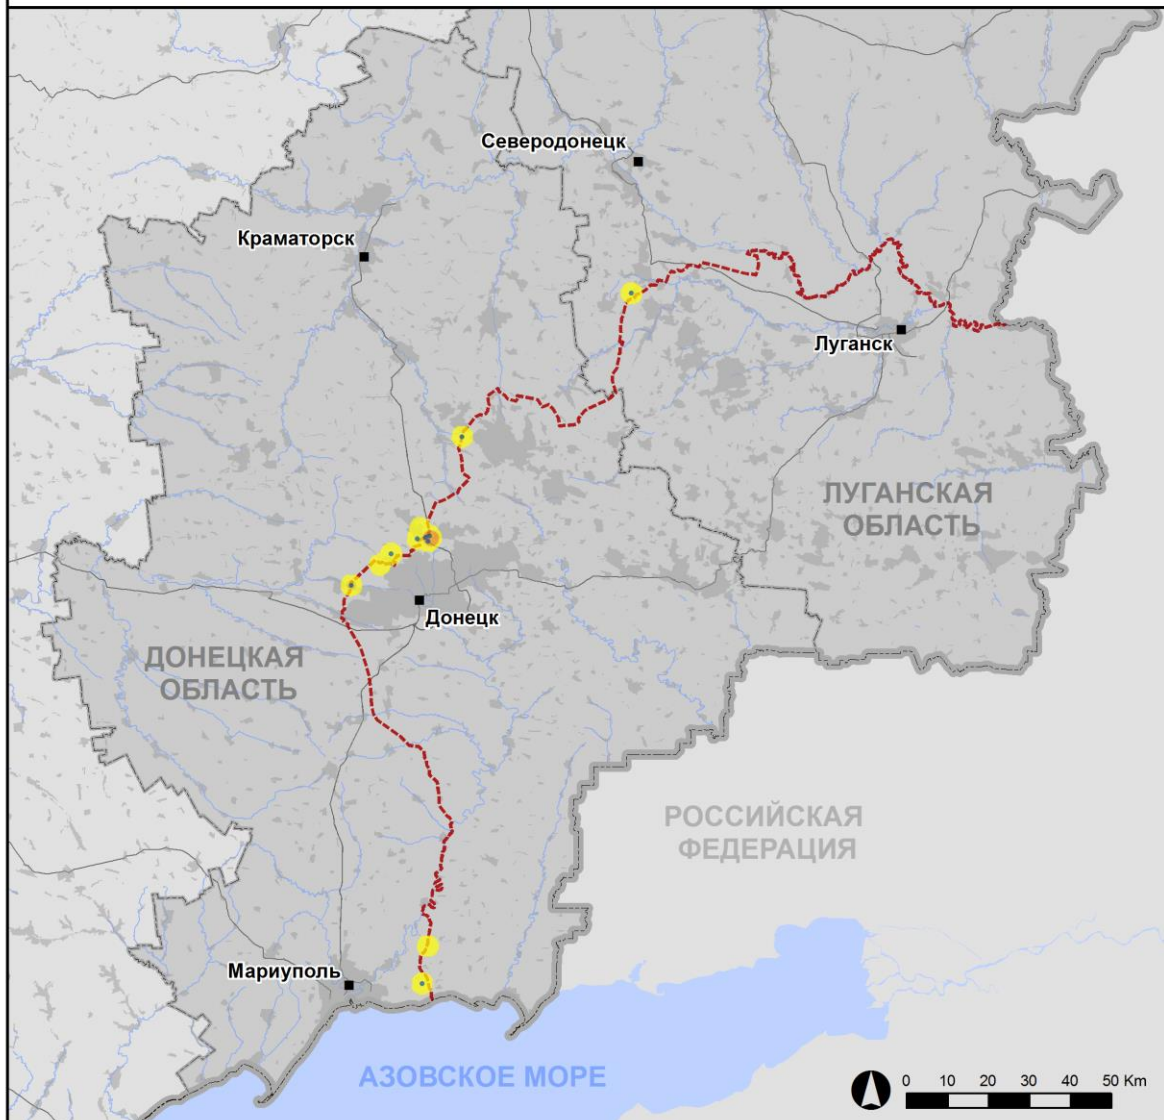 Северодонецк
Краматорск
Луганск
ЛУГАНСКАЯ
ОБЛАСТЬ
Донецк
ДОНЕЦКАЯ
ОБЛАСТЬ
РОССИЙСКАЯ
ФЕДЕРАЦИЯ
Мариуполь
АЗОВСКОЕ МОРЕ
0 10 20 30 40 50 Km